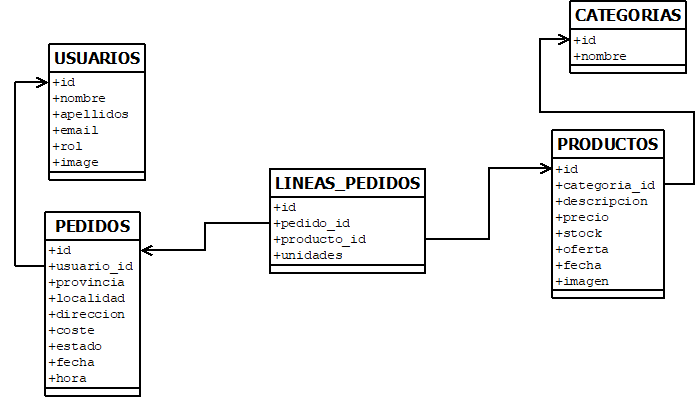 CATEGORIAS
+id
+nombre
USUARIOS
+id
+nombre
+apellidos
+email
+rol
+image
PRODUCTOS
+id
+categoria_id
+descripcion
+precio
+stock
+oferta
+fecha
+imagen
LINEAS_PEDIDOS
+id
+pedido_id
+producto_id
+unidades
PEDIDOS
+id
+usuario_id
+provincia
+localidad
+direccion
+coste
+estado
+fecha
+hora